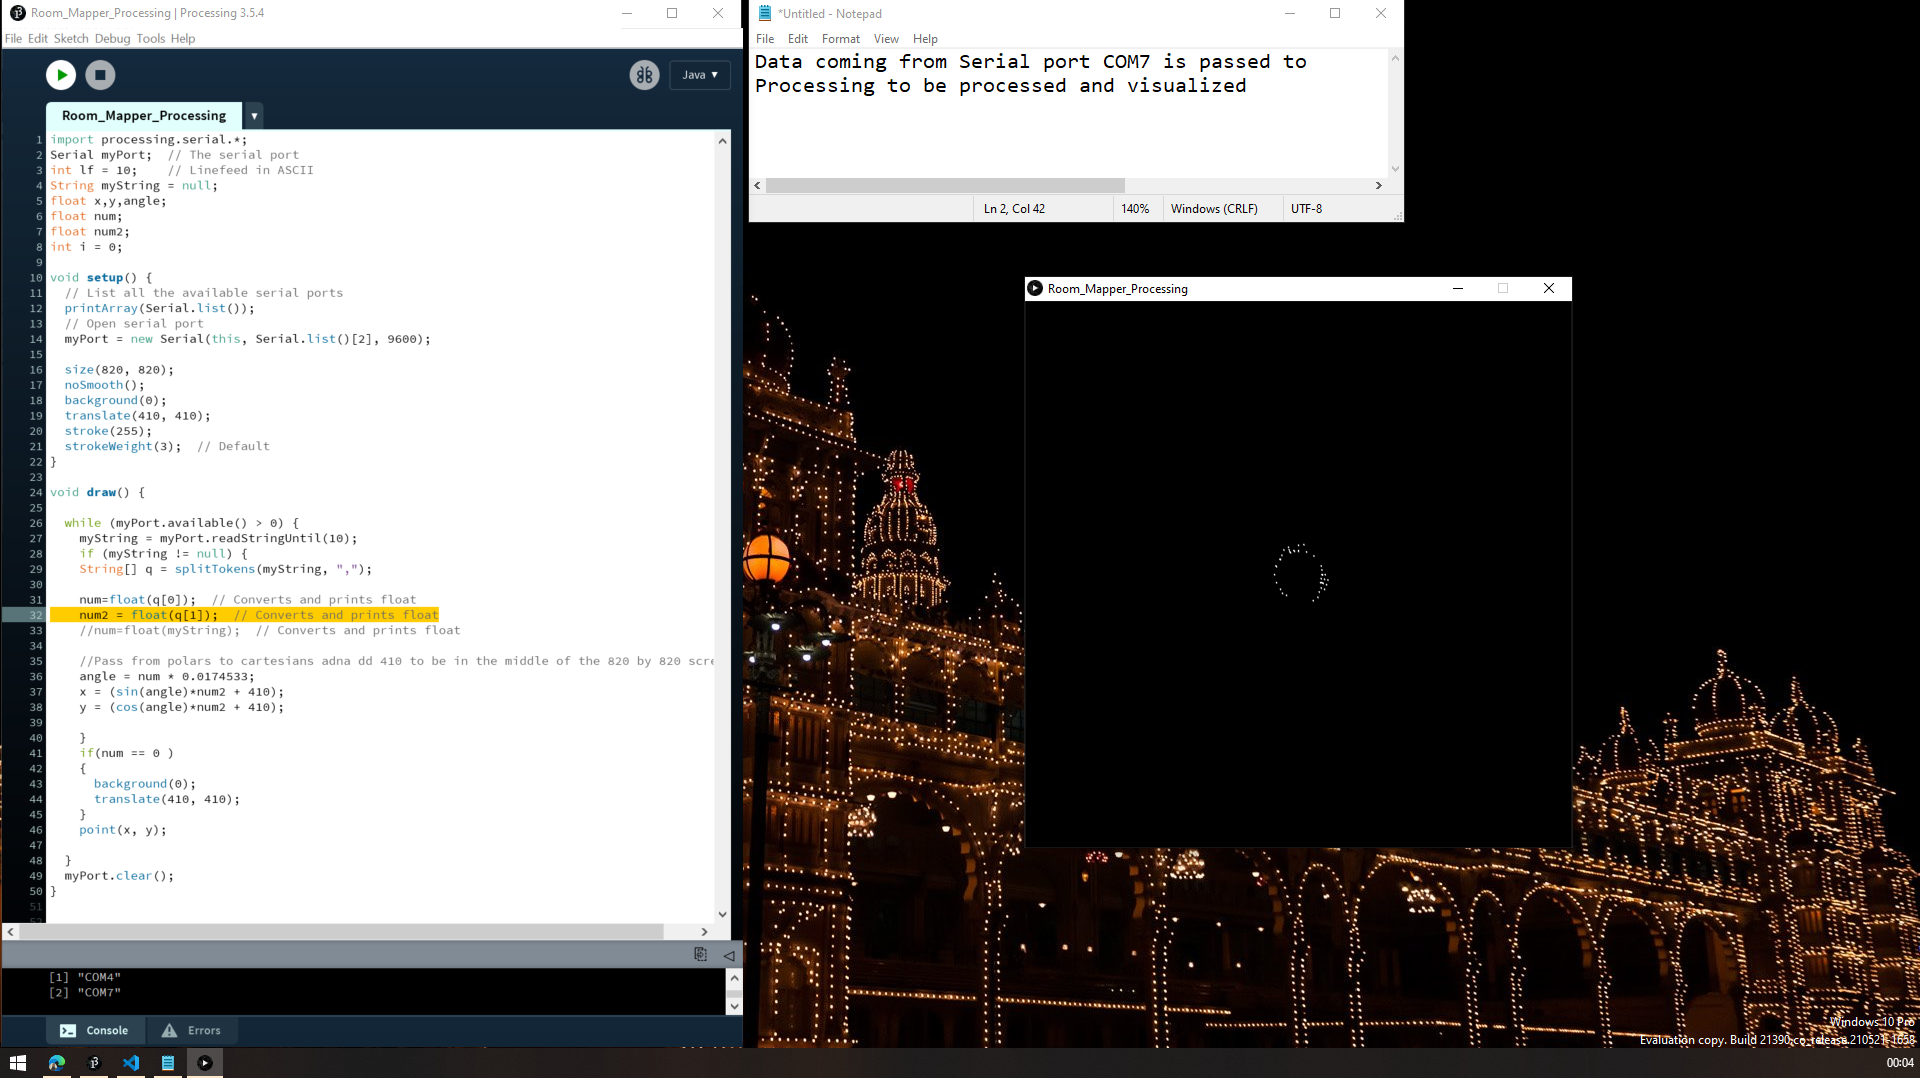 Room_Mapper_Processing | Processing 3.5.4
File Edit Sketch Debug Tools Help
Java ▼
Room_Mapper_Processing
▼
1 import processing.serial.*;
2 Serial myPort;  // The serial port
3 int lf = 10;    // Linefeed in ASCII
4 String myString = null;
5 float x,y,angle;
6 float num;
7 float num2;
8 int i = 0;
9
10 void setup() {
11   // List all the available serial ports
12   printArray(Serial.list());
13   // Open serial port
14   myPort = new Serial(this, Serial.list()[2], 9600);
15
16   size(820, 820);
17   noSmooth();
18   background(0);
19   translate(410, 410);
20   stroke(255);
21   strokeWeight(3);  // Default
22 }
23
24 void draw() {
25
26   while (myPort.available() > 0) {
27     myString = myPort.readStringUntil(10);
28     if (myString != null) {
29     String[] q = splitTokens(myString, ",");
30
31     num=float(q[0]);  // Converts and prints float
32     num2 = float(q[1]);  // Converts and prints float
33     //num=float(myString);  // Converts and prints float
34
35     //Pass from polars to cartesians adna dd 410 to be in the middle of the 820 by 820 scre
36     angle = num * 0.0174533;
37     x = (sin(angle)*num2 + 410);
38     y = (cos(angle)*num2 + 410);
39
40     }
41     if(num == 0 )
42     {
43       background(0);
44       translate(410, 410);
45     }
46     point(x, y);
47
48   }
49   myPort.clear();
50 }
51
52
[1] "COM4"
[2] "COM7"
Console
Errors
*Untitled - Notepad
File Edit Format View Help
Data coming from Serial port COM7 is passed to
Processing to be processed and visualized
Ln 2, Col 42
140%
Windows (CRLF)
UTF-8
Room_Mapper_Processing
Windows 10 Pro
Evaluation copy. Build 21390.co_release.210521-1658
00:04